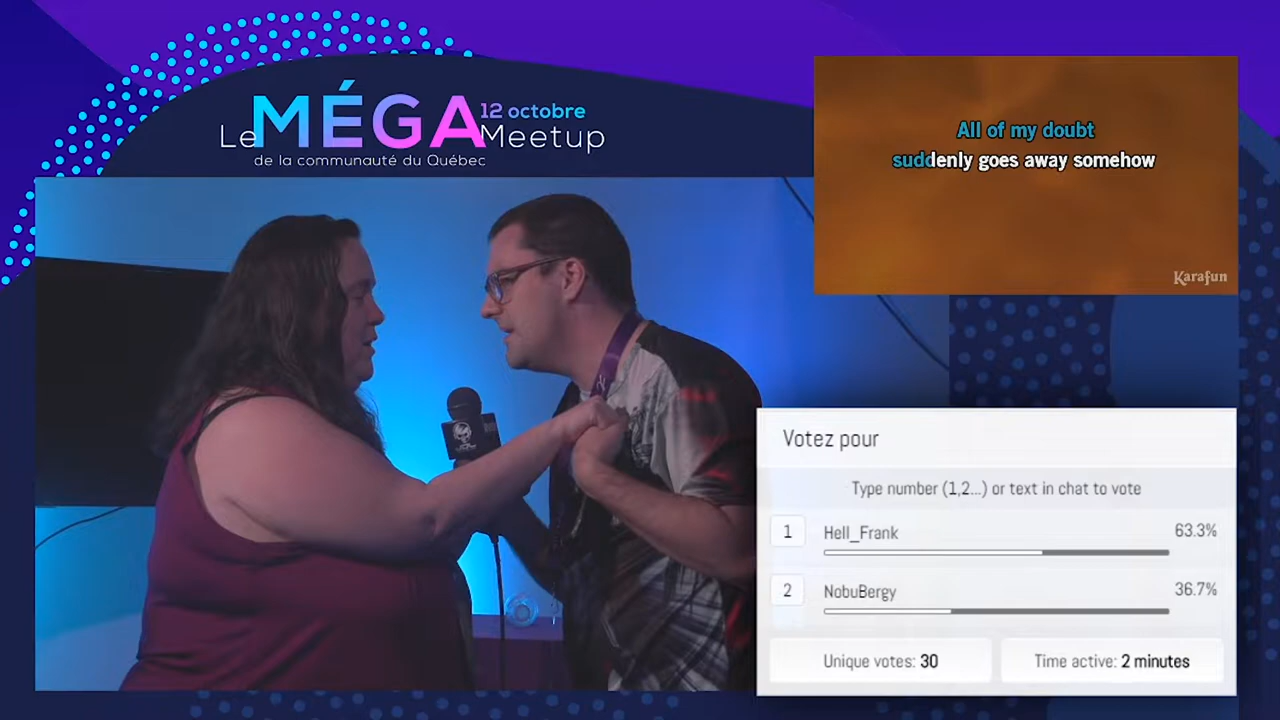 Le MÉGA 12 octobre
Meetup
de la communauté du Québec
All of my doubt
suddenly goes away somehow
Karafun
Votez pour
Type number (1,2...) or text in chat to vote
1 Hell_Frank 63.3%
2 NobuBergy 36.7%
Unique votes: 30 Time active: 2 minutes